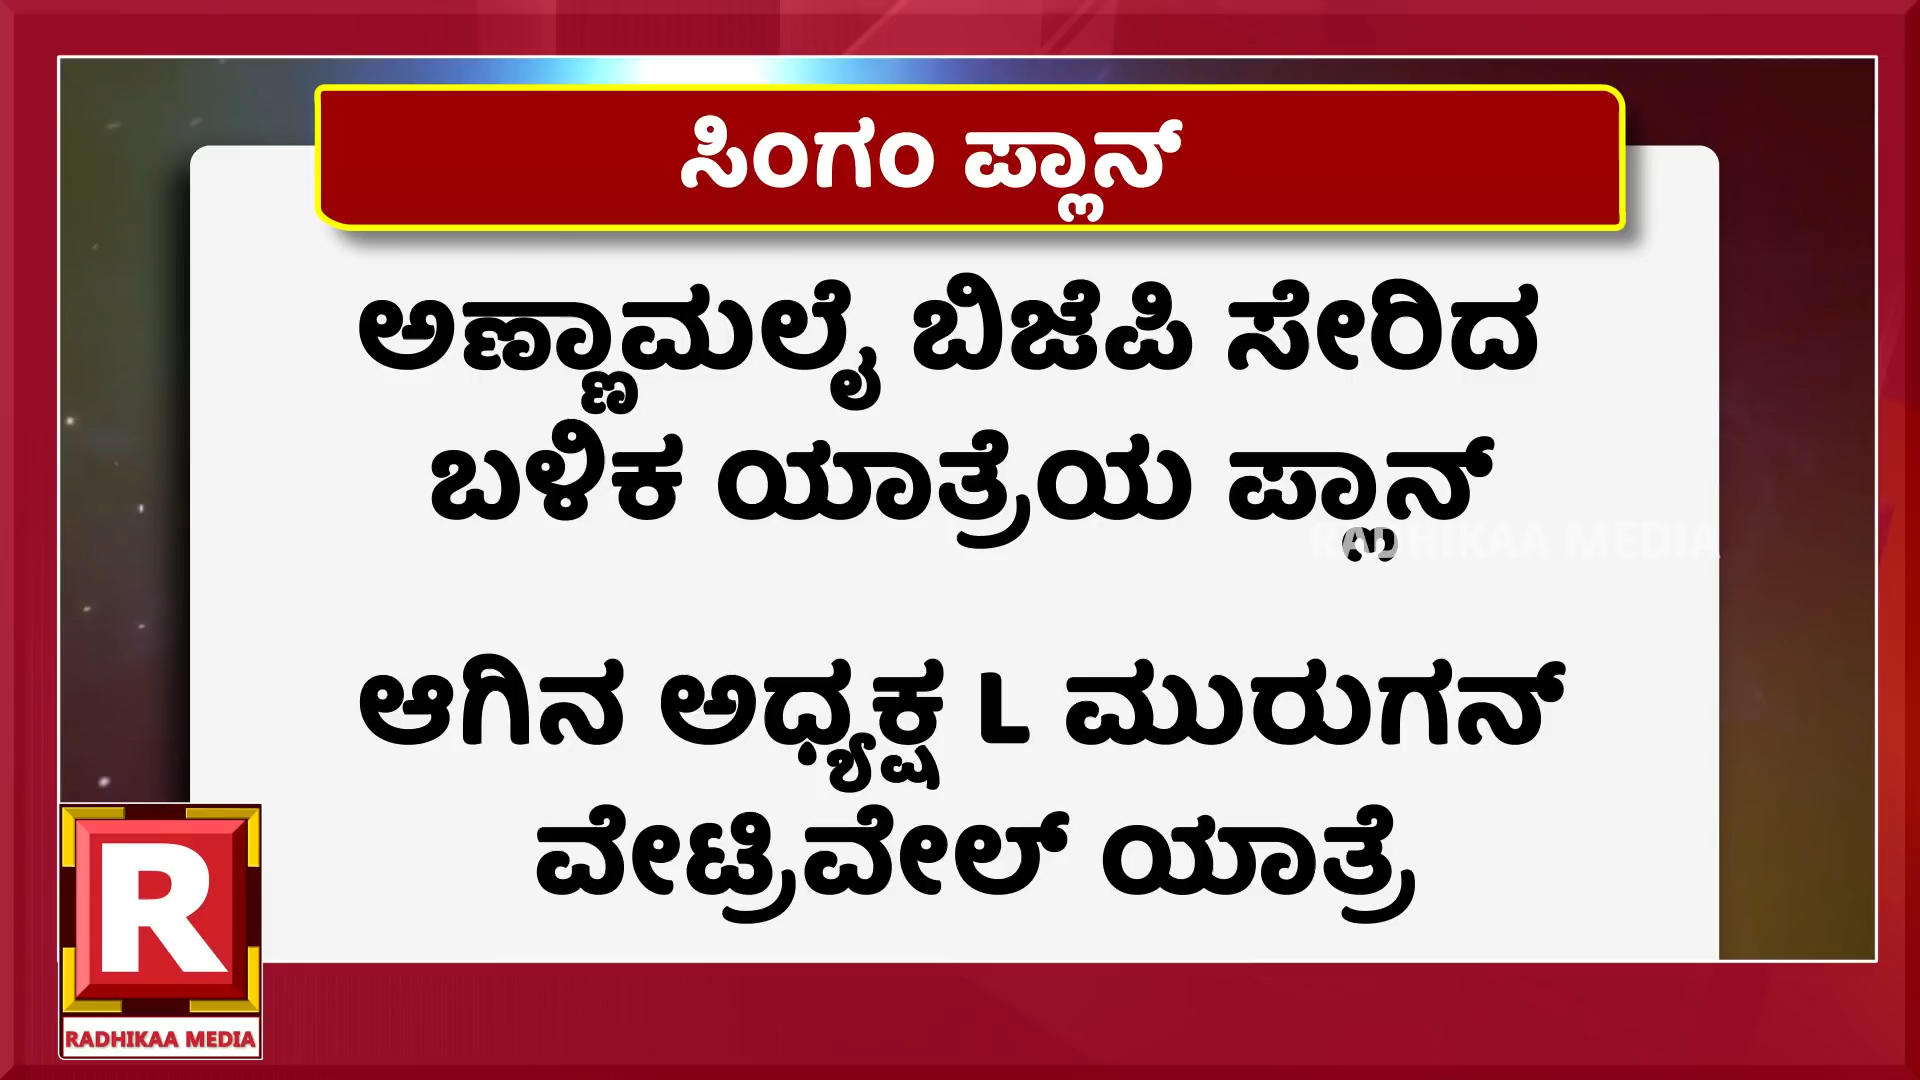 ಸಿಂಗಂ ಪ್ಲಾನ್
ಅಣ್ಣಾಮಲೈ ಬಿಜೆಪಿ ಸೇರಿದ
ಬಳಿಕ ಯಾತ್ರೆಯ ಪ್ಲಾನ್
RADHIKAA MEDIA
ಆಗಿನ ಅಧ್ಯಕ್ಷ L ಮುರುಗನ್
ವೇಟ್ರಿವೇಲ್ ಯಾತ್ರೆ
R
RADHIKAA MEDIA